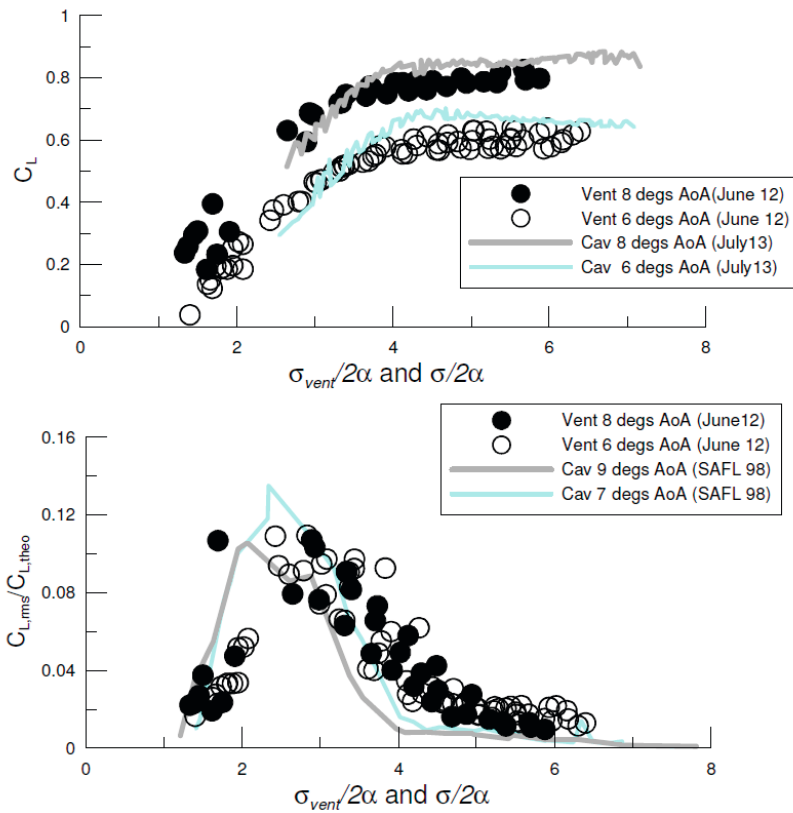 1
0.8
0.6
0.4
0.2
0
C_L
0 2 4 6 8
σ_vent/2α and σ/2α
Vent 8 degs AoA(June 12)
Vent 6 degs AoA (June 12)
Cav 8 degs AoA (July13)
Cav 6 degs AoA (July13)
Vent 8 degs AoA (June12)
Vent 6 degs AoA (June 12)
Cav 9 degs AoA (SAFL 98)
Cav 7 degs AoA (SAFL 98)
0.16
0.12
0.08
0.04
0
C_L,rms/C_L,theo
0 2 4 6 8
σ_vent/2α and σ/2α